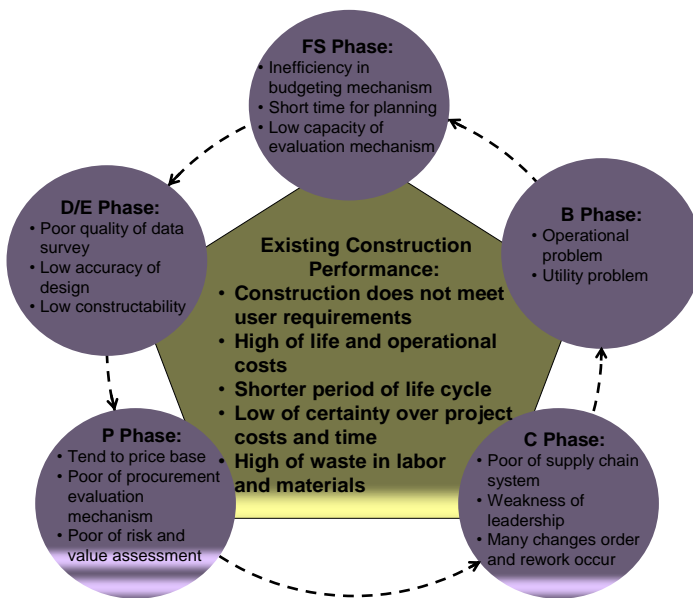 FS Phase:
• Inefficiency in
budgeting mechanism
• Short time for planning
• Low capacity of
evaluation mechanism
D/E Phase:
• Poor quality of data
survey
• Low accuracy of
design
• Low constructability
B Phase:
• Operational
problem
• Utility problem
Existing Construction
Performance:
• Construction does not meet
user requirements
• High of life and operational
costs
• Shorter period of life cycle
• Low of certainty over project
costs and time
• High of waste in labor
and materials
P Phase:
• Tend to price base
• Poor of procurement
evaluation
mechanism
• Poor of risk and
value assessment
C Phase:
• Poor of supply chain
system
• Weakness of
leadership
• Many changes order
and rework occur